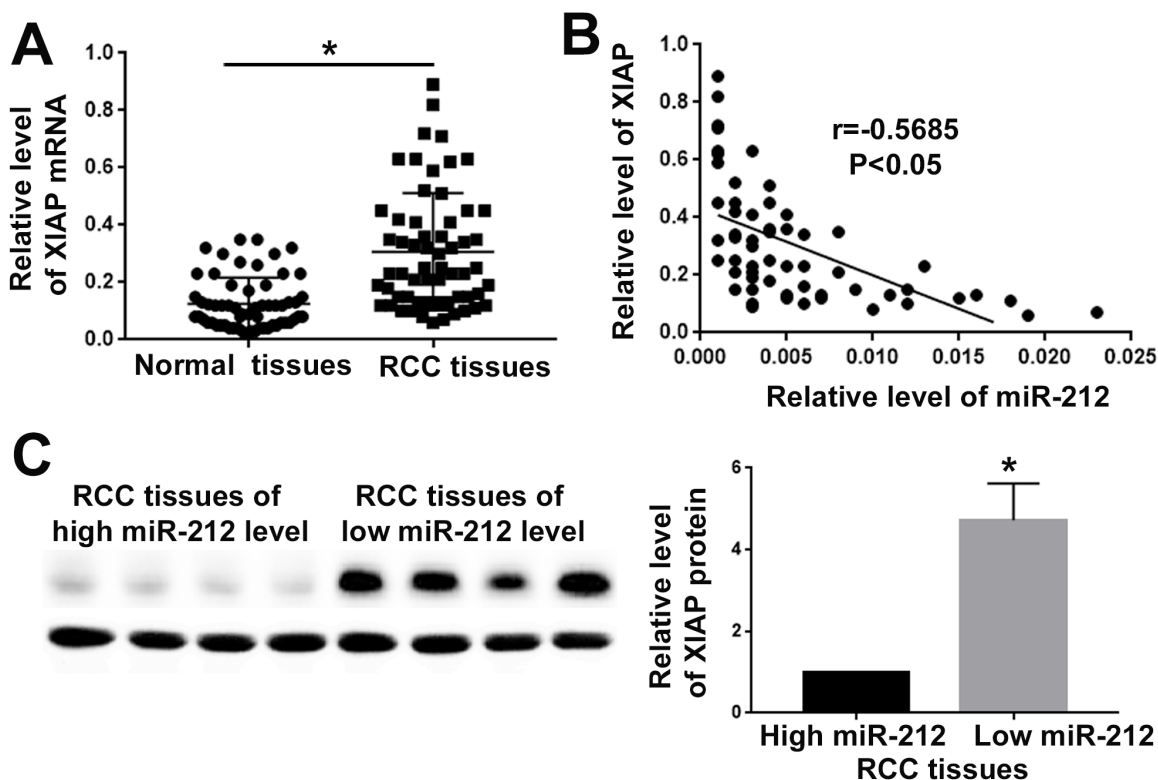 A
Relative level
of XIAP mRNA
1.0
0.8
0.6
0.4
0.2
0.0
*
Normal tissues
RCC tissues
B
Relative level of XIAP
1.0
0.8
0.6
0.4
0.2
0.0
r=-0.5685
P<0.05
0.000
0.005
0.010
0.015
0.020
0.025
Relative level of miR-212
C
RCC tissues of
high miR-212 level
RCC tissues of
low miR-212 level
Relative level
of XIAP protein
6
4
2
0
*
High miR-212
Low miR-212
RCC tissues